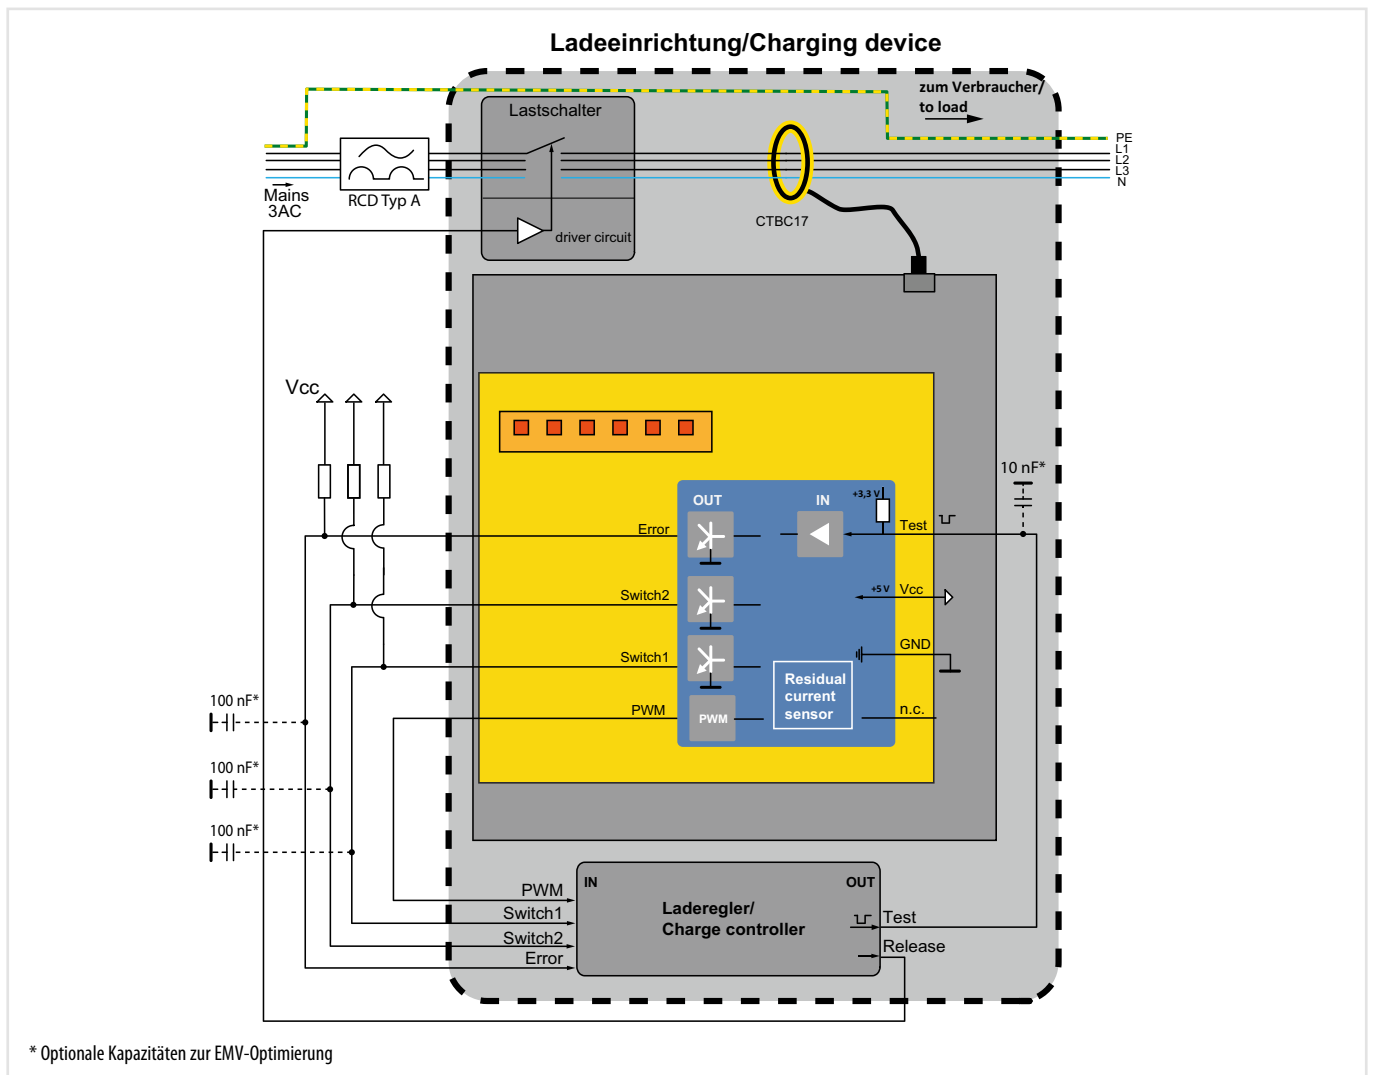 Ladeeinrichtung/Charging device
zum Verbraucher/
to load
Lastschalter
PE
L1
L2
L3
N
Mains
3AC
RCD Typ A
CTBC17
driver circuit
Vcc
10 nF*
OUT
IN
+3,3 V
Error
Test
Switch2
+5 V
Vcc
Switch1
GND
Residual
current
sensor
PWM
PWM
n.c.
100 nF*
100 nF*
100 nF*
IN
OUT
PWM
Switch1
Switch2
Error
Laderegler/
Charge controller
Test
Release
* Optionale Kapazitäten zur EMV-Optimierung